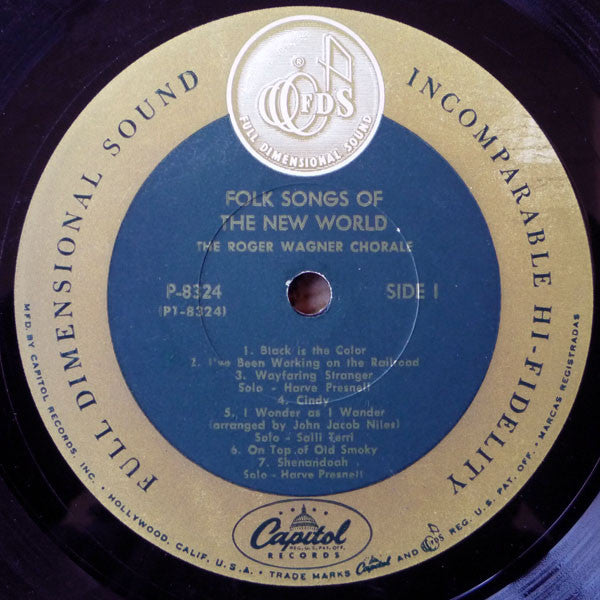 FULL DIMENSIONAL SOUND
INCOMPARABLE HI-FIDELITY
®
FDS
FULL DIMENSIONAL SOUND
FOLK SONGS OF
THE NEW WORLD
THE ROGER WAGNER CHORALE
P-8324
(P1-8324)
SIDE 1
1. Black is the Color
2. I've Been Working on the Railroad
3. Wayfaring Stranger
Solo - Harve Presnell
4. Cindy
5. I Wonder as I Wander
(arranged by John Jacob Niles)
Solo - Salli Terri
6. On Top of Old Smoky
7. Shenandoah
Solo - Harve Presnell
Capitol
REG. U.S. PAT. OFF.
RECORDS
MFD. BY CAPITOL RECORDS, INC. • HOLLYWOOD, CALIF., U.S.A. • TRADE MARKS Capitol AND FDS REG. U.S. PAT. OFF. • MARCAS REGISTRADAS